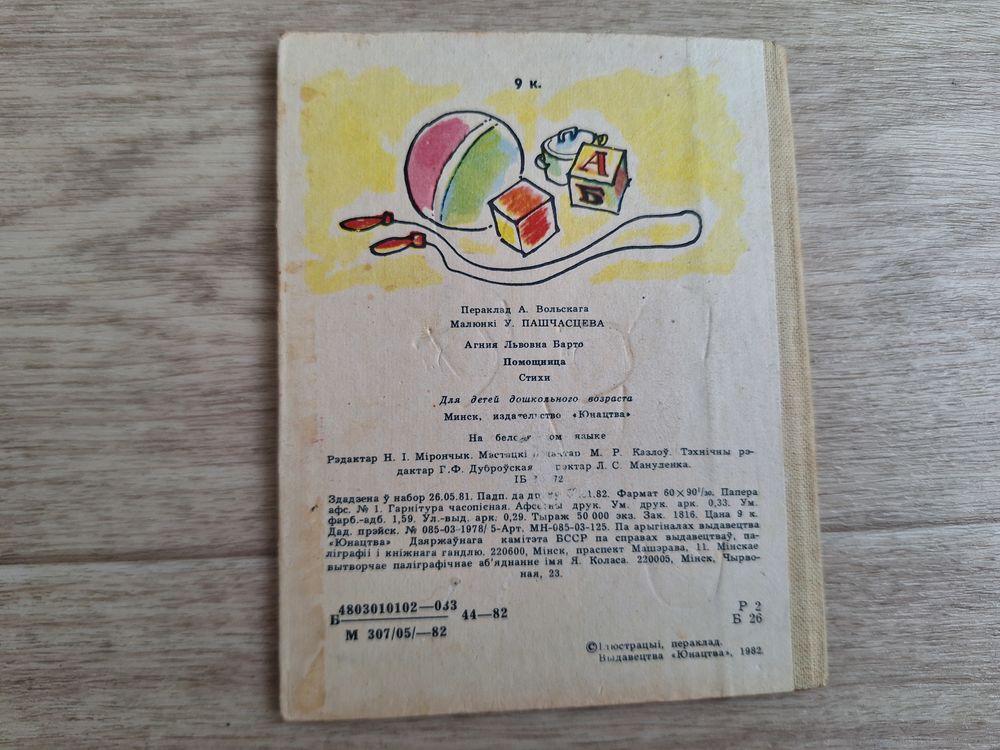 9 к.
А
Б
Пераклад А. Вольскага
Малюнкі У. ПАШЧАСЦЕВА
Агния Львовна Барто
Помощница
Стихи
Для детей дошкольного возраста
Минск, издательство «Юнацтва»
На языке
Рэдактар Н. І. Мірончык. Мастацкі М. Р. Казлоў. Тэхнічны рэ-
дактар Г.Ф. Дуброўская Л. С. Мануленка.
ІБ
Здадзена ў набор 26.05.81. Падп. да Фармат 60×90¹/₃₀. Папера
афс. № 1. Гарнітура часопісная. друк. Ум. друк. арк. 0,33. Ум.
фарб.-адб. 1,59. Ул.-выд. арк. 0,29. Тыраж 50 000 экз. Зак. 1816. Цана 9 к.
Дад. прэйск. № 085-03-1978/ 5-Арт. МН-085-03-125. Па арыгіналах выдавецтва
«Юнацтва» Дзяржаўнага камітэта БССР па справах выдавецтваў, па-
ліграфіі і кніжнага гандлю. 220600, Мінск, праспект Машэрава, 11. Мінскае
вытворчае паліграфічнае аб'яднанне імя Я. Коласа. 220005, Мінск, Чырво-
ная, 23.
Б 4803010102—033 44—82
М 307/05/—82
Р 2
Б 26
© Ілюстрацыі, пераклад.
Выдавецтва «Юнацтва», 1982.